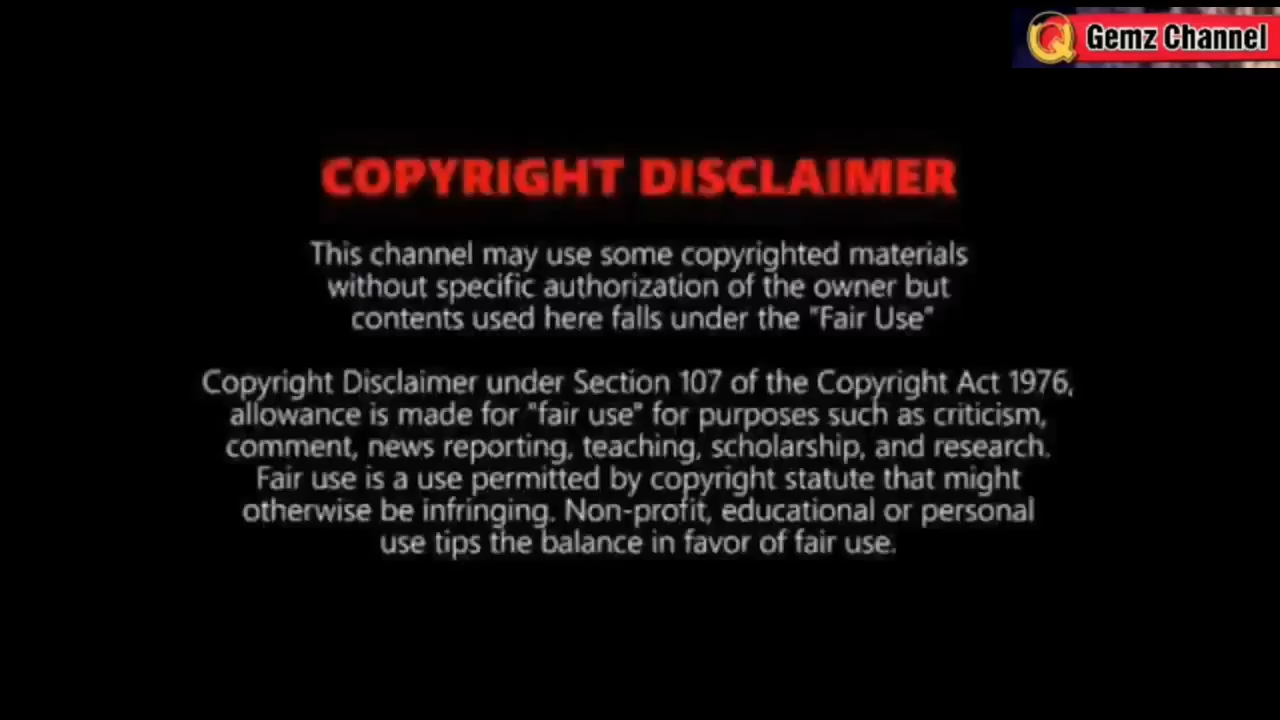 Gemz Channel
COPYRIGHT DISCLAIMER
This channel may use some copyrighted materials
without specific authorization of the owner but
contents used here falls under the "Fair Use"
Copyright Disclaimer under Section 107 of the Copyright Act 1976,
allowance is made for "fair use" for purposes such as criticism,
comment, news reporting, teaching, scholarship, and research.
Fair use is a use permitted by copyright statute that might
otherwise be infringing. Non-profit, educational or personal
use tips the balance in favor of fair use.